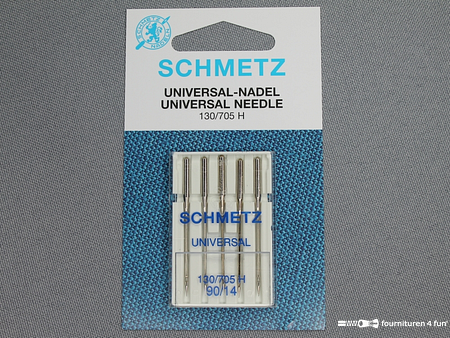 SCHMETZ
UNIVERSAL-NADEL
UNIVERSAL NEEDLE
130/705 H
SCHMETZ
UNIVERSAL
130/705 H
90/14
fournituren 4 fun